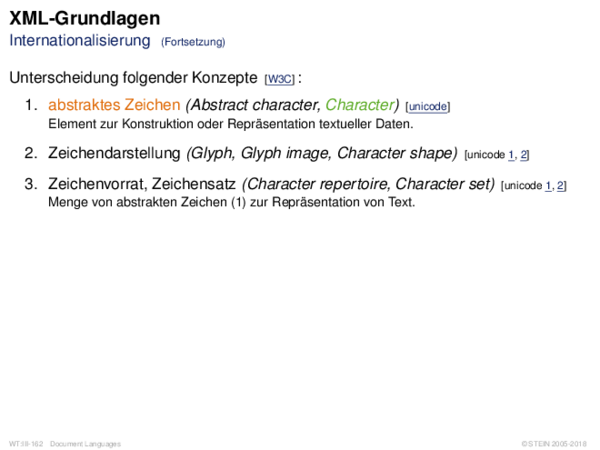 XML-Grundlagen
Internationalisierung (Fortsetzung)
Unterscheidung folgender Konzepte [W3C] :
1. abstraktes Zeichen (Abstract character, Character) [unicode]
Element zur Konstruktion oder Repräsentation textueller Daten.
2. Zeichendarstellung (Glyph, Glyph image, Character shape) [unicode 1, 2]
3. Zeichenvorrat, Zeichensatz (Character repertoire, Character set) [unicode 1, 2]
Menge von abstrakten Zeichen (1) zur Repräsentation von Text.
WT:III-162 Document Languages © STEIN 2005-2018